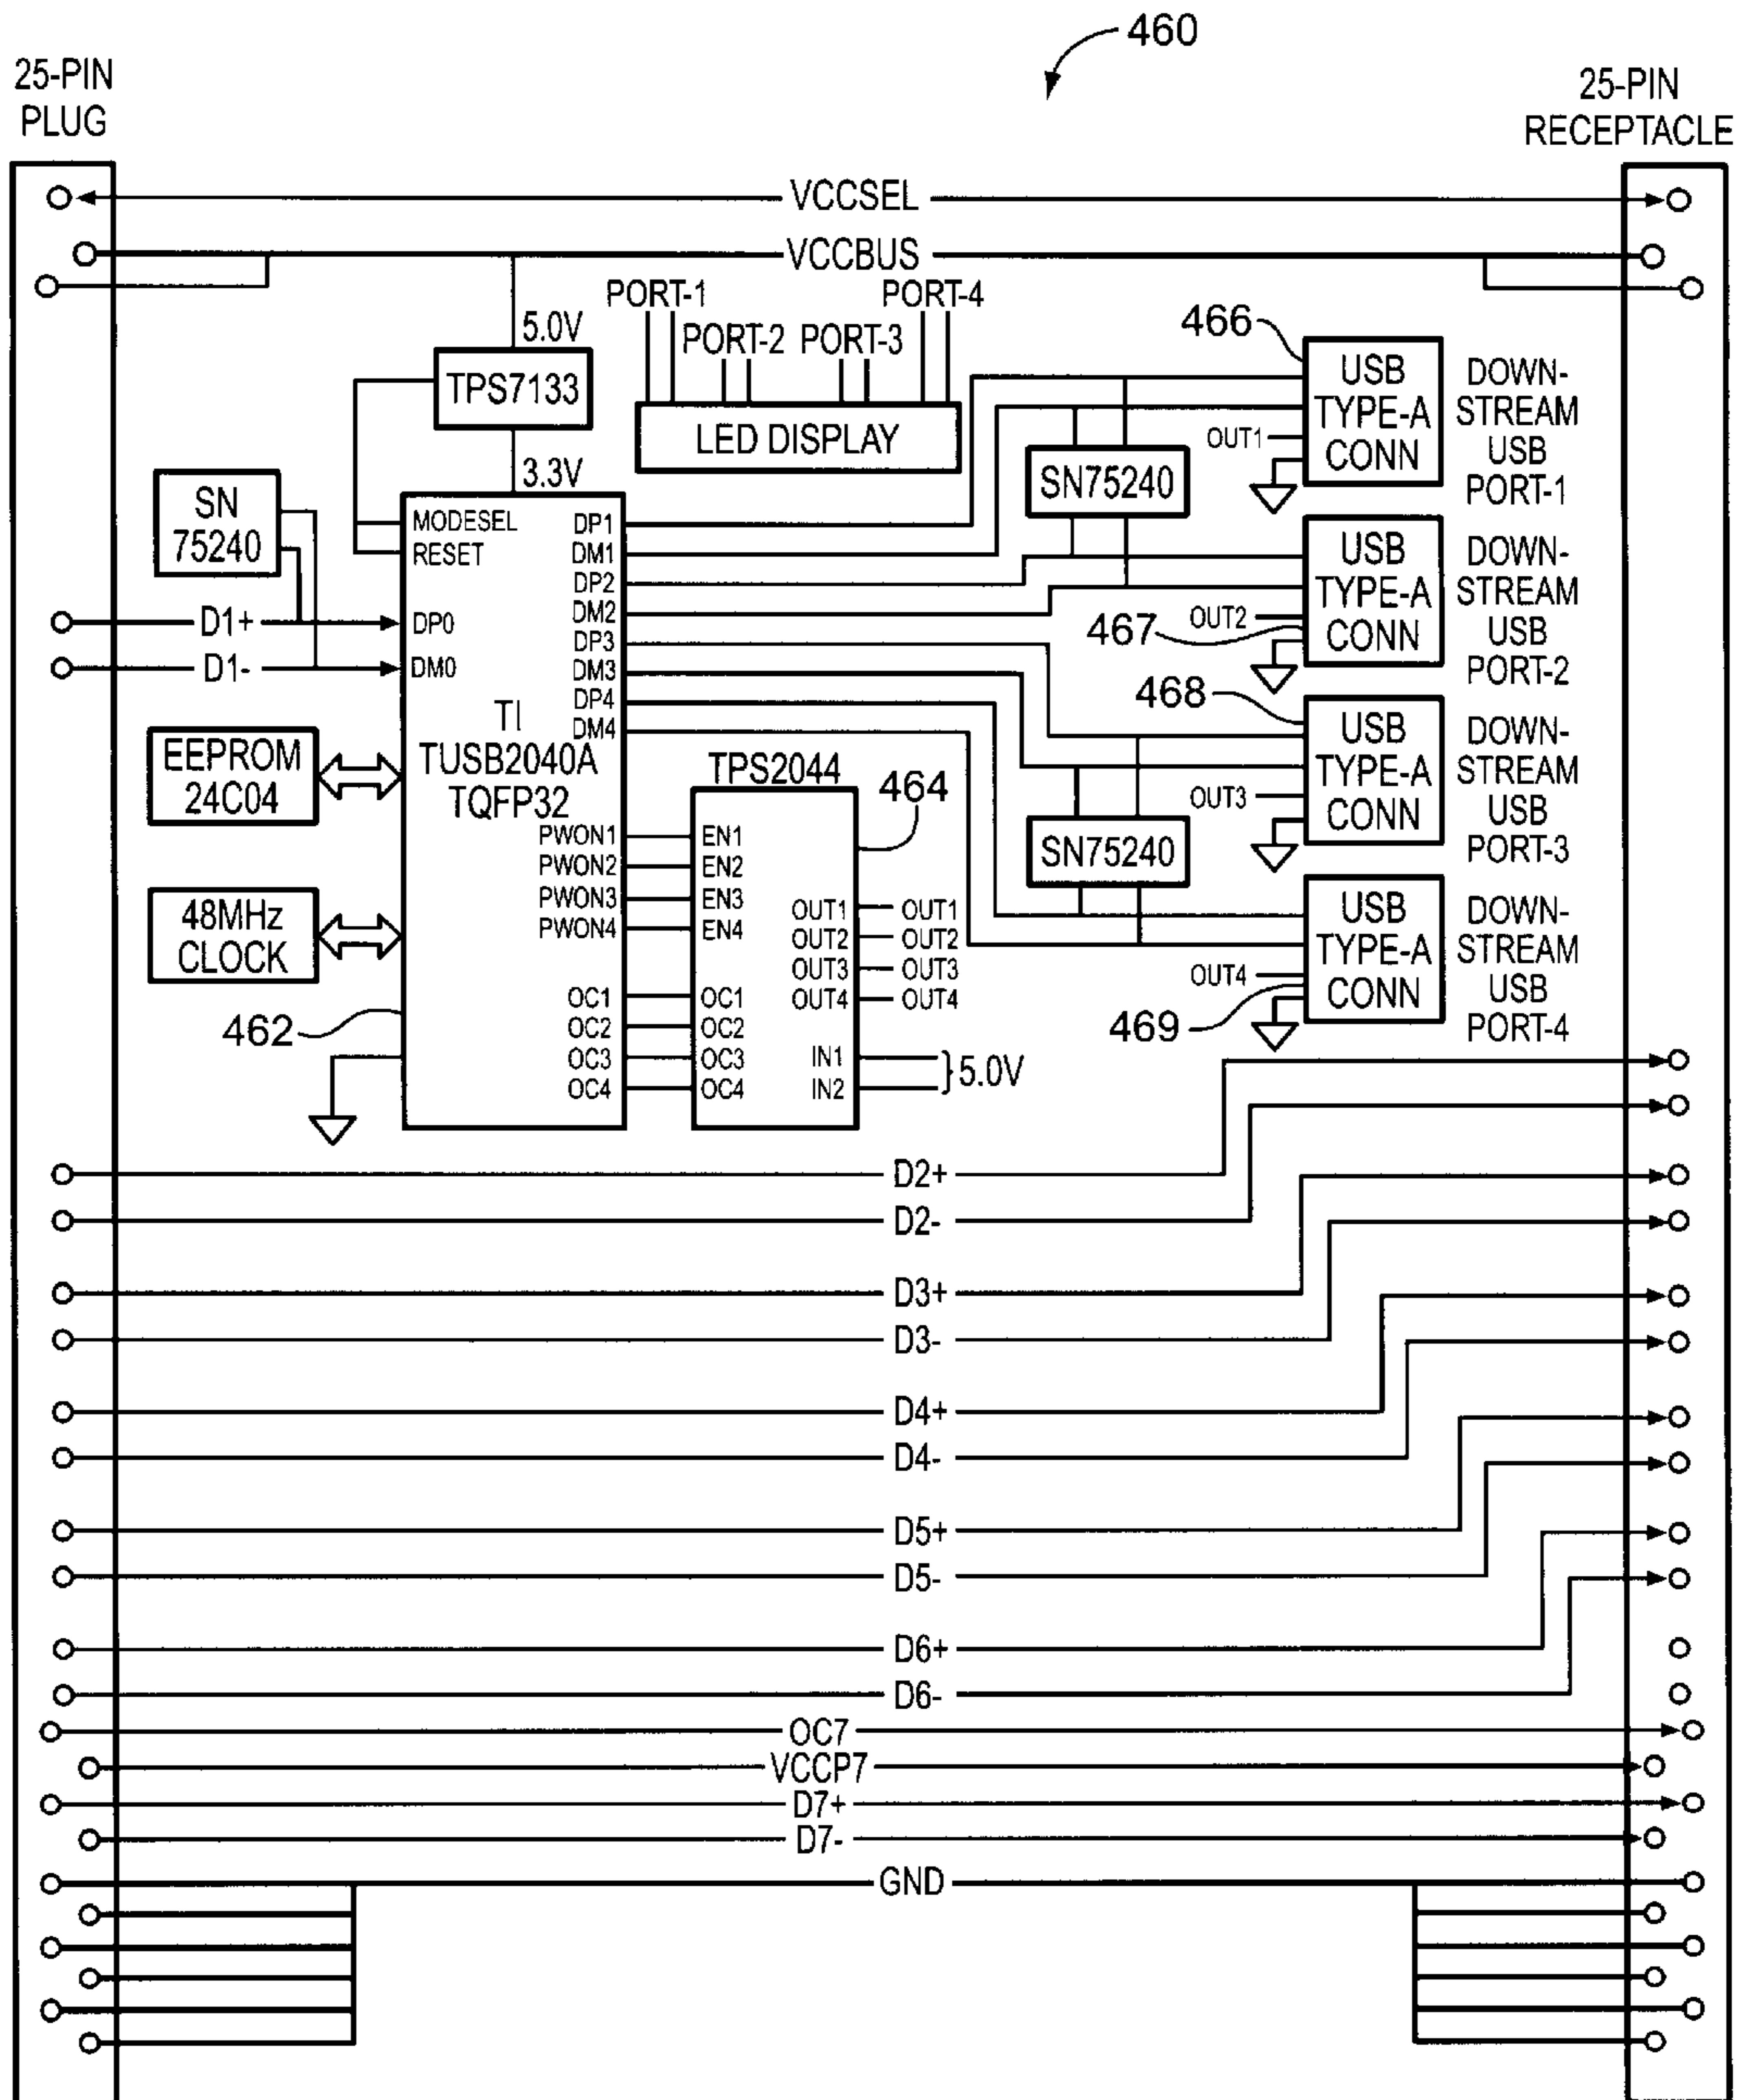 460
25-PIN
PLUG
25-PIN
RECEPTACLE
VCCSEL
VCCBUS
PORT-1
PORT-4
PORT-2
PORT-3
5.0V
TPS7133
LED DISPLAY
3.3V
466
USB
TYPE-A
CONN
OUT1
DOWN-
STREAM
USB
PORT-1
SN75240
SN
75240
MODESEL
RESET
DP0
DM0
D1+
D1-
DP1
DM1
DP2
DM2
DP3
DM3
DP4
DM4
TI
TUSB2040A
TQFP32
USB
TYPE-A
CONN
OUT2
467
DOWN-
STREAM
USB
PORT-2
468
USB
TYPE-A
CONN
OUT3
DOWN-
STREAM
USB
PORT-3
EEPROM
24C04
TPS2044
464
SN75240
48MHz
CLOCK
PWON1
PWON2
PWON3
PWON4
EN1
EN2
EN3
EN4
OUT1
OUT2
OUT3
OUT4
OUT1
OUT2
OUT3
OUT4
USB
TYPE-A
CONN
OUT4
469
DOWN-
STREAM
USB
PORT-4
462
OC1
OC2
OC3
OC4
OC1
OC2
OC3
OC4
IN1
IN2
}5.0V
D2+
D2-
D3+
D3-
D4+
D4-
D5+
D5-
D6+
D6-
OC7
VCCP7
D7+
D7-
GND